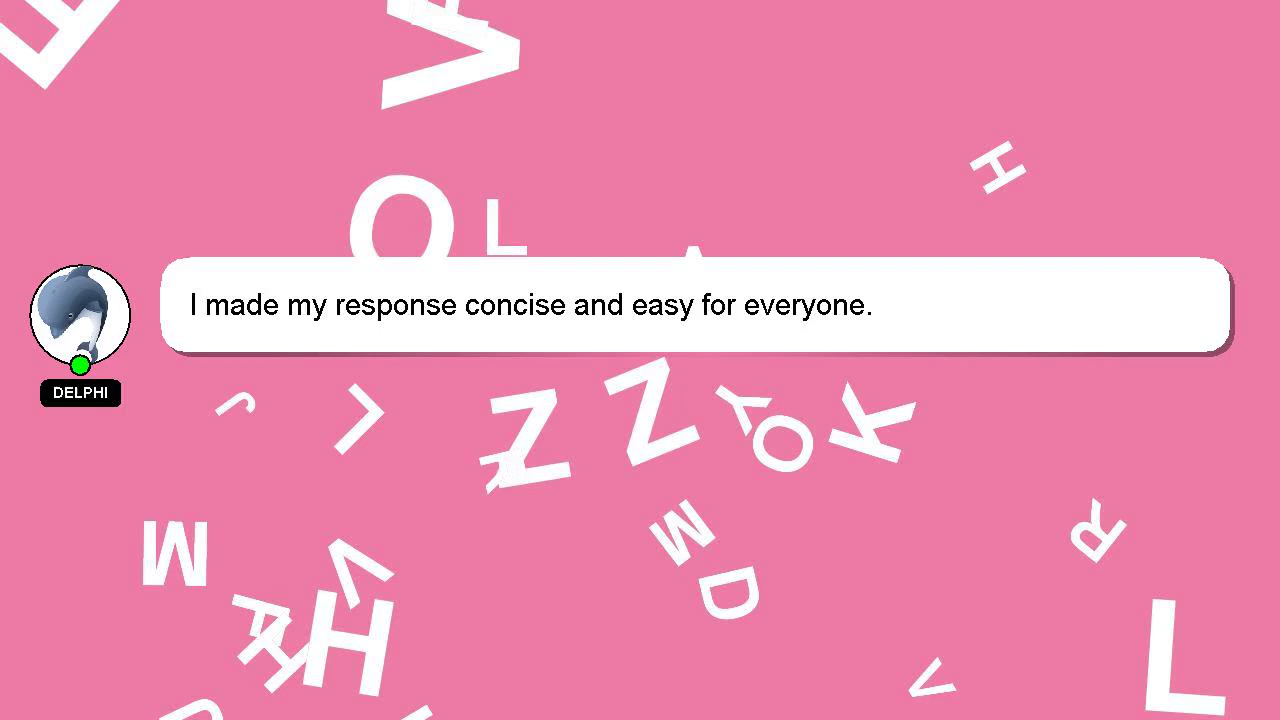 E
V
H
O
L
I made my response concise and easy for everyone.
DELPHI
J
L
Z
Z
Y
O
K
M
M
D
R
V
P
H
H
L
V